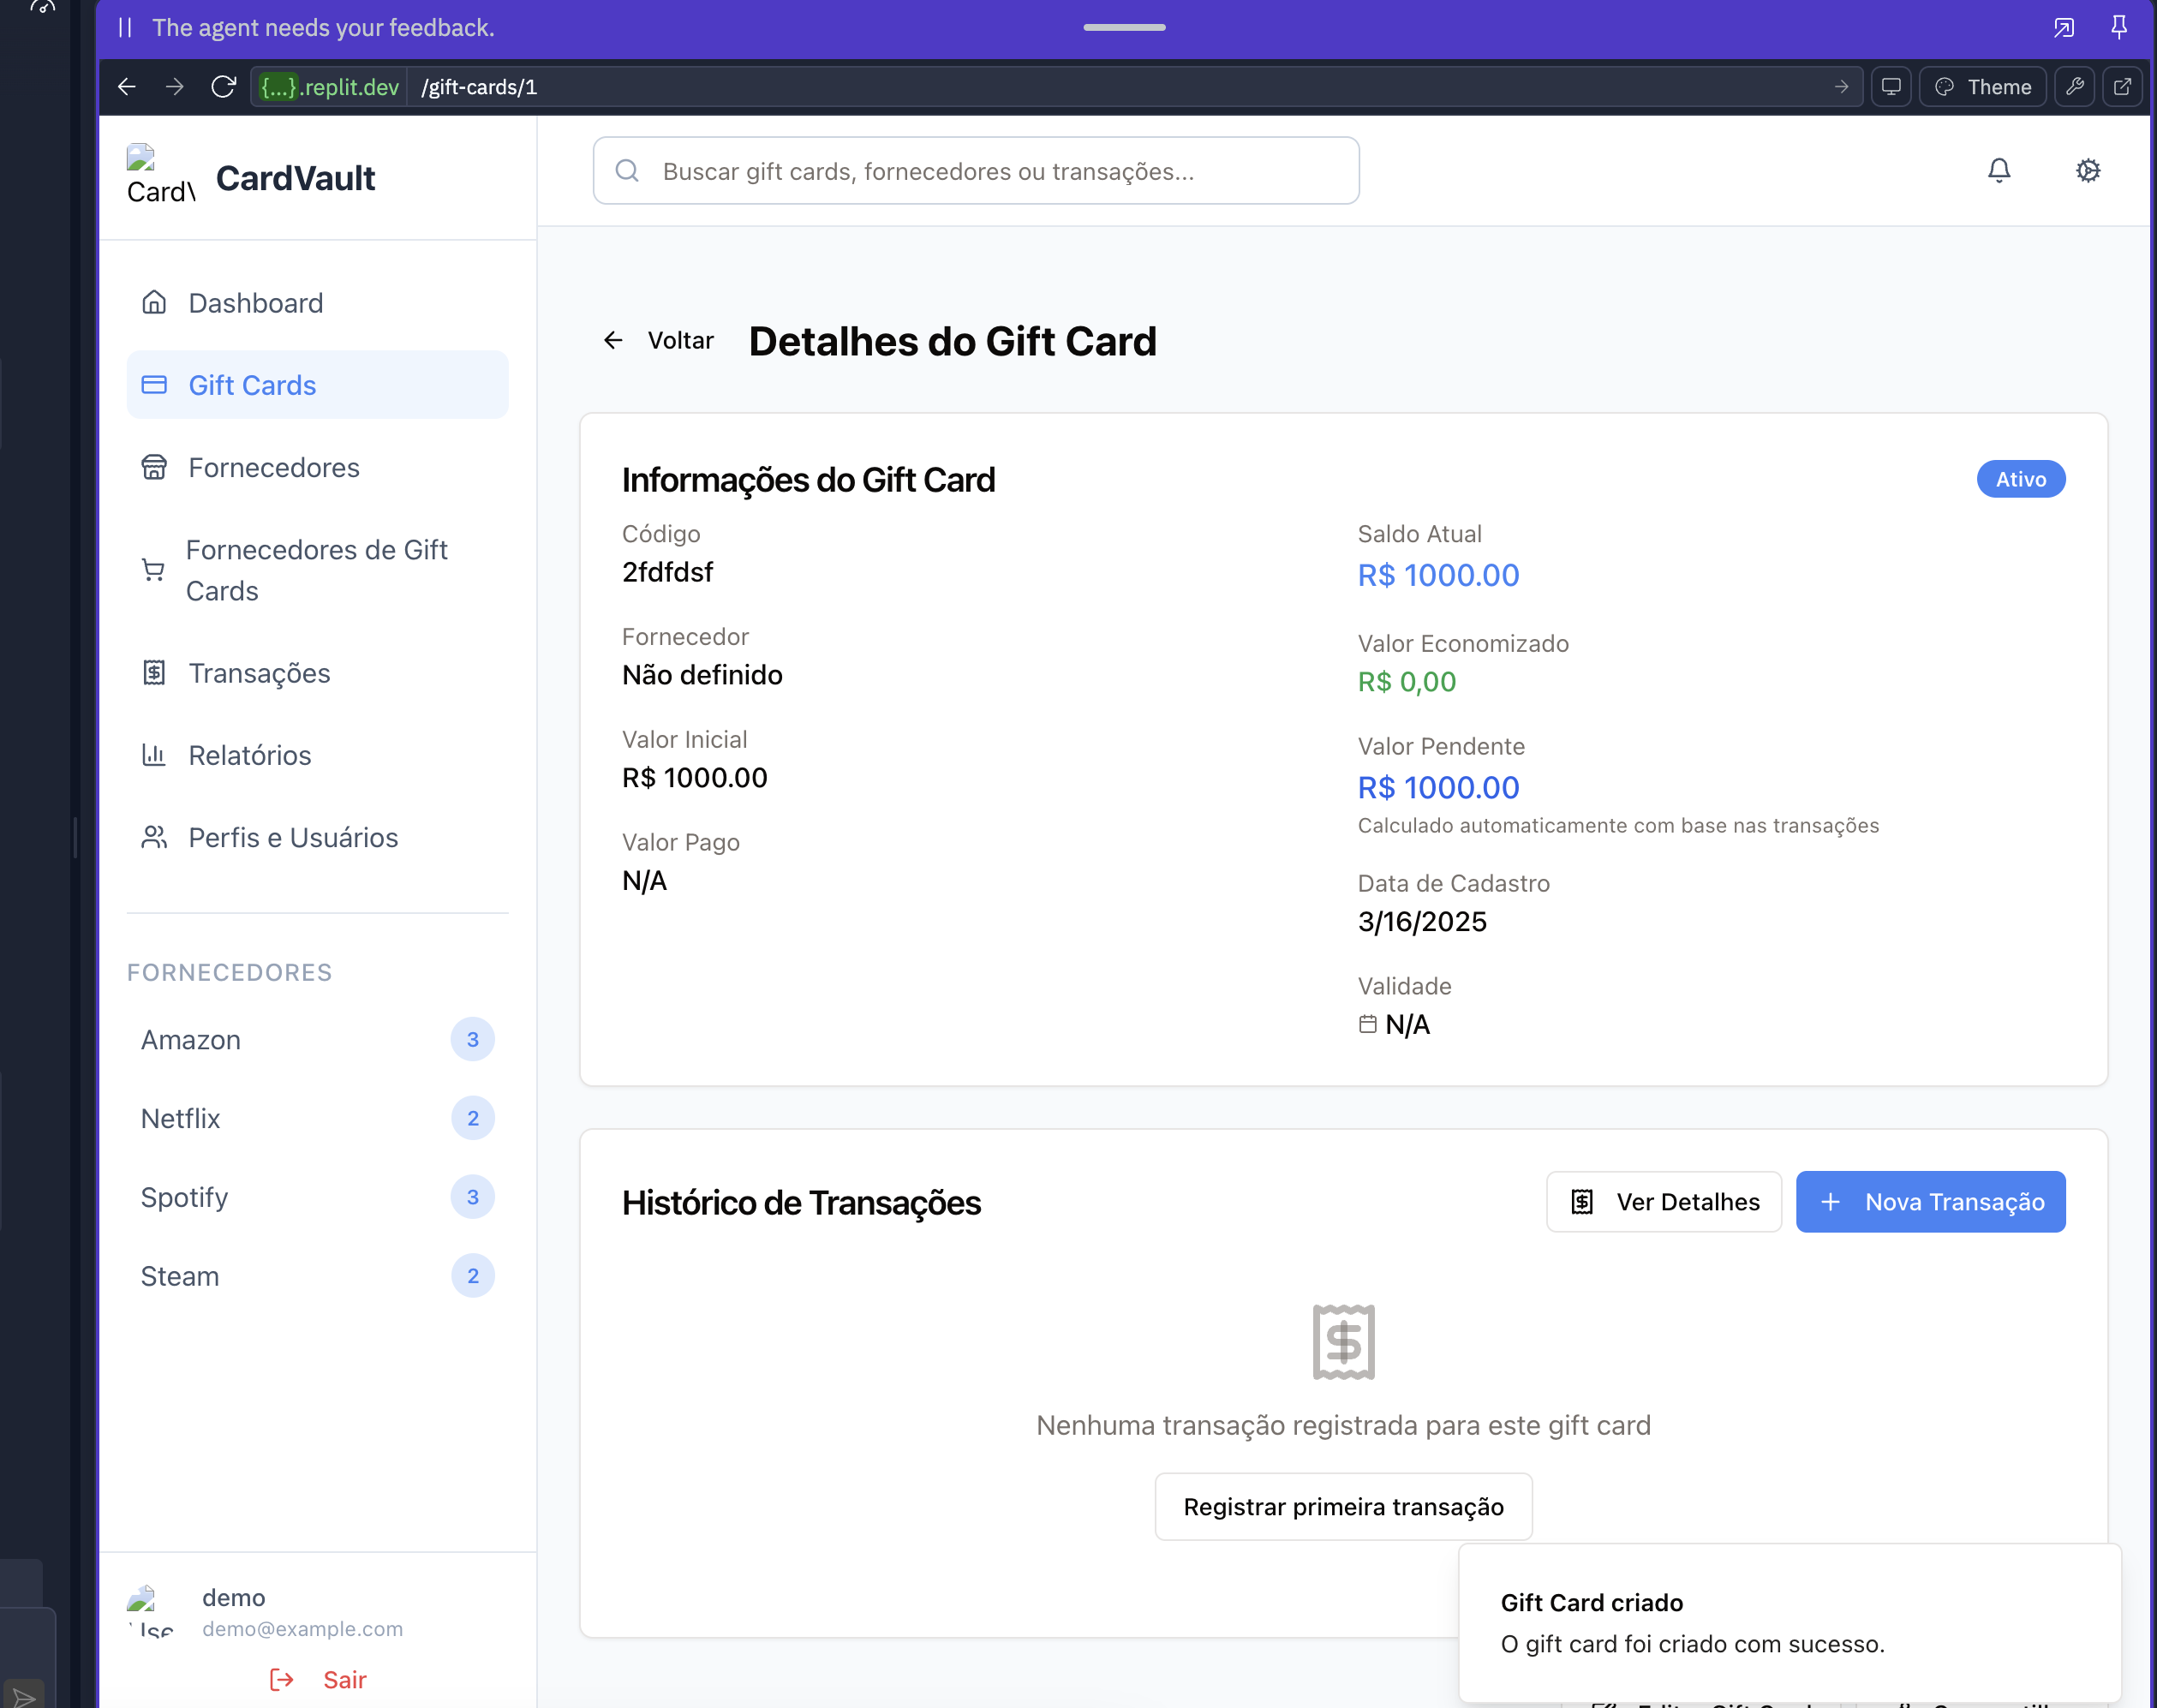 The agent needs your feedback.
{...}.replit.dev /gift-cards/1
Theme
CardVault
Buscar gift cards, fornecedores ou transações...
Dashboard
Gift Cards
Fornecedores
Fornecedores de Gift
Cards
Transações
Relatórios
Perfis e Usuários
FORNECEDORES
Amazon 3
Netflix 2
Spotify 3
Steam 2
demo
demo@example.com
Sair
Voltar
Detalhes do Gift Card
Informações do Gift Card
Ativo
Código
2fdfdsf
Fornecedor
Não definido
Valor Inicial
R$ 1000.00
Valor Pago
N/A
Saldo Atual
R$ 1000.00
Valor Economizado
R$ 0,00
Valor Pendente
R$ 1000.00
Calculado automaticamente com base nas transações
Data de Cadastro
3/16/2025
Validade
N/A
Histórico de Transações
Ver Detalhes
Nova Transação
Nenhuma transação registrada para este gift card
Registrar primeira transação
Gift Card criado
O gift card foi criado com sucesso.